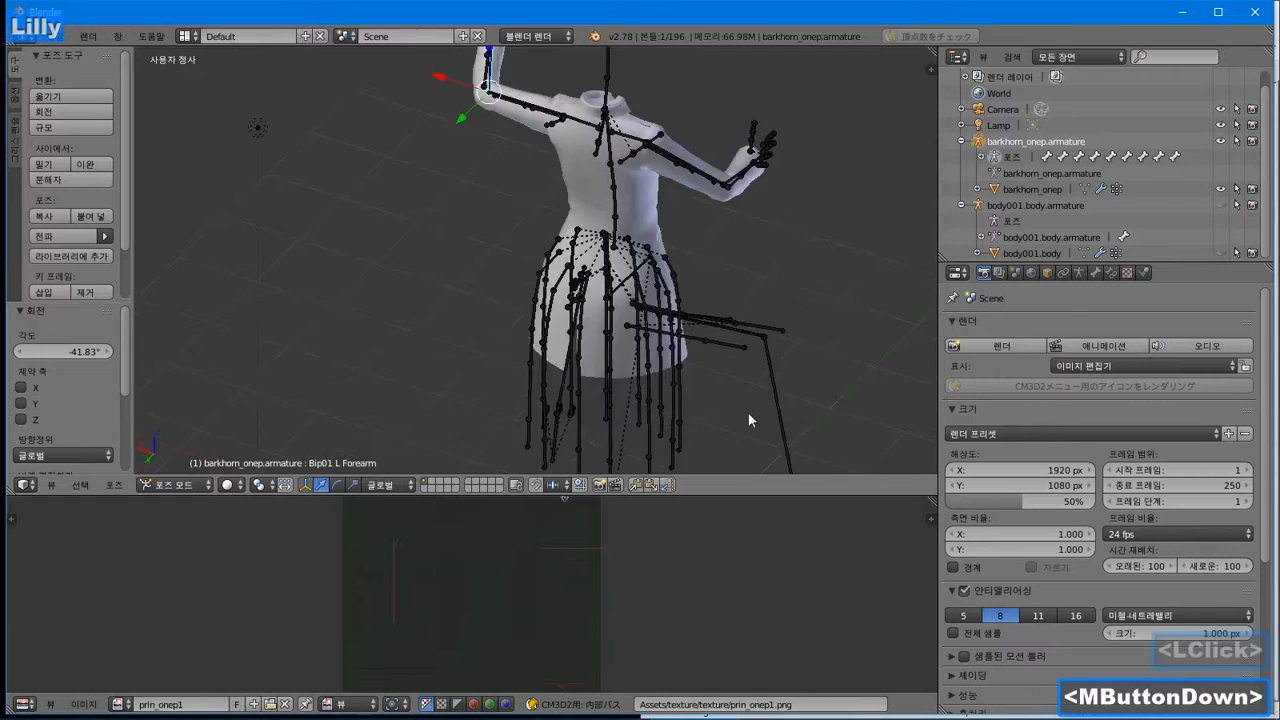 Blender
Lilly
렌더 창 도움말 Default Scene 블렌더 렌더 v2.78 | 본들:1/196 | 메모리:66.58M | barkhorn_onep.armature 頂点数をチェック
사용자 정사
포즈 도구
변환:
옮기기
회전
규모
사이에서:
밀기 이완
분해자
포즈:
복사 붙여 넣
전파
라이브러리에 추가
키 프레임:
삽입 제거
회전
각도
-41.83°
제약 축
X
Y
Z
방향정위
글로벌
(1) barkhorn_onep.armature : Bip01 L Forearm
뷰 선택 포즈 포즈 모드 글로벌
뷰 이미지 prin_onep1 F 뷰 CM3D2用: 内部パス Assets/texture/texture/prin_onep1.png
뷰 검색 모든 장면
렌더 레이어
World
Camera
Lamp
barkhorn_onep.armature
포즈
barkhorn_onep.armature
barkhorn_onep
body001.body.armature
포즈
body001.body.armature
body001.body
Scene
렌더
렌더 애니메이션 오디오
표시: 이미지 편집기
CM3D2メニュー用のアイコンをレンダリング
크기
렌더 프리셋
해상도: 프레임 범위:
X: 1920 px 시작 프레임: 1
Y: 1080 px 종료 프레임: 250
50% 프레임 단계: 1
측면 비율: 프레임 비율:
X: 1.000 24 fps
Y: 1.000 시간 재배치:
경계 자르기 오래된: 100 새로운: 100
안티앨리어싱
5 8 11 16 미첼-네트레벨리
전체 샘플 크기: 1.000 px
<LClick>
샘플된 모션 블러
셰이딩
성능
<MButtonDown>